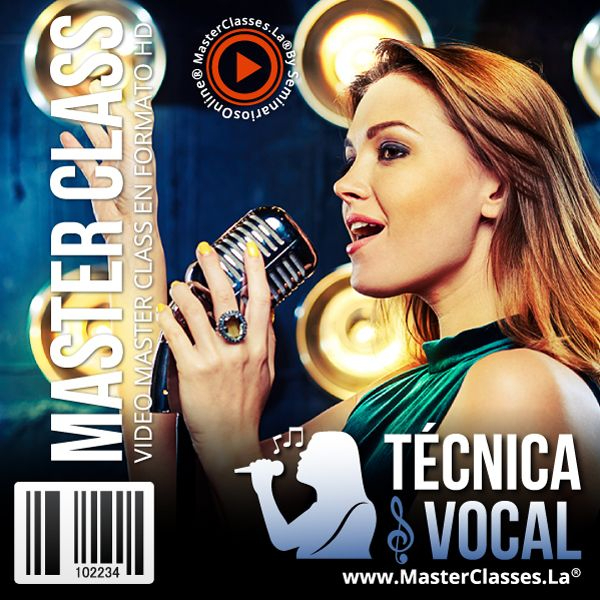 MASTER CLASS
VIDEO MASTER CLASS EN FORMATO HD
MasterClasses.La®By SeminariosOnline®
TÉCNICA
VOCAL
102234
www.MasterClasses.La®